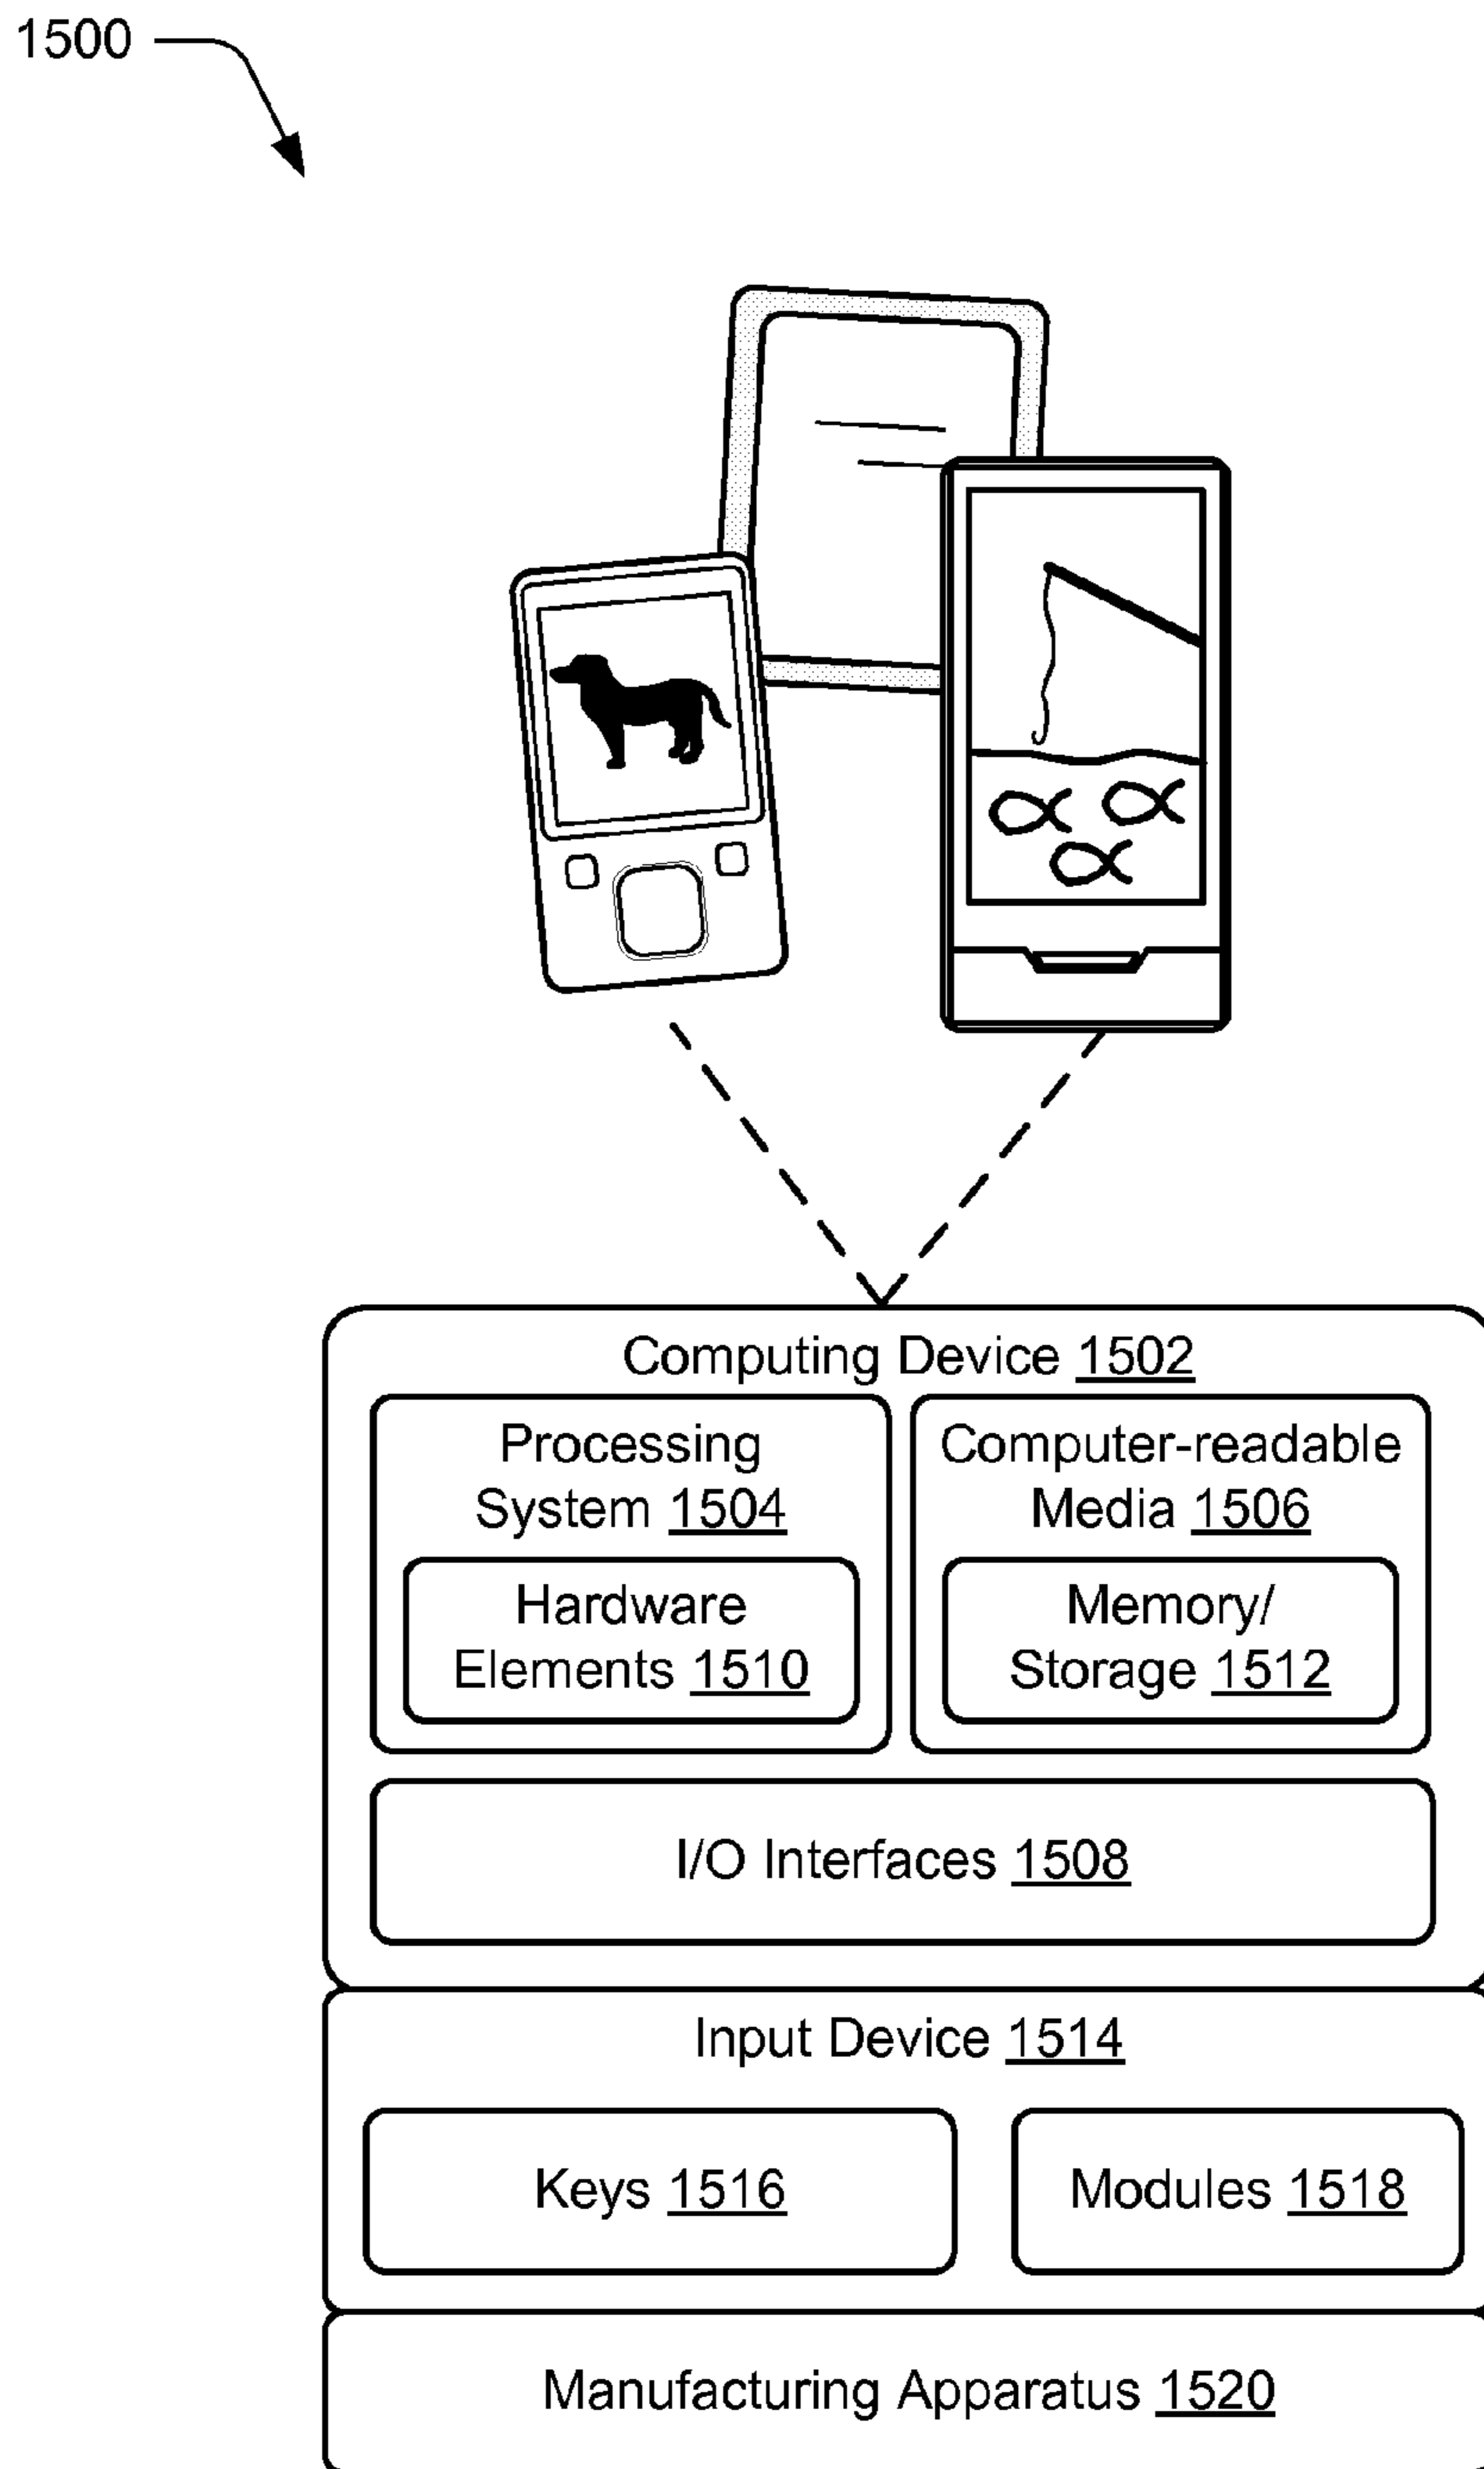 1500
Computing Device 1502
Processing
System 1504
Hardware
Elements 1510
Computer-readable
Media 1506
Memory/
Storage 1512
I/O Interfaces 1508
Input Device 1514
Keys 1516
Modules 1518
Manufacturing Apparatus 1520